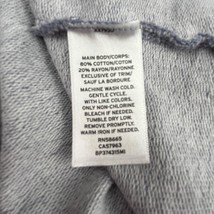 MAIN BODY/CORPS:
80% COTTON/COTON
20% RAYON/RAYONNE
EXCLUSIVE OF TRIM/
SAUF LA BORDURE
MACHINE WASH COLD.
GENTLE CYCLE.
WITH LIKE COLORS.
ONLY NON-CHLORINE
BLEACH IF NEEDED.
TUMBLE DRY LOW.
REMOVE PROMPTLY.
WARM IRON IF NEEDED.
RN58665
CA57963
RP374315MI